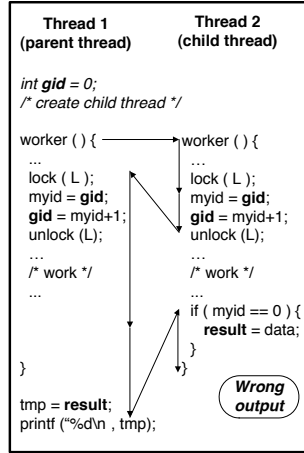 Thread 1
(parent thread)
int gid = 0;
/* create child thread */
worker ( ) {
...
lock ( L );
myid = gid;
gid = myid+1;
unlock (L);
…
/* work */
...
}
tmp = result;
printf (“%d\n , tmp);
Thread 2
(child thread)
worker ( ) {
…
lock ( L );
myid = gid;
gid = myid+1;
unlock (L);
…
/* work */
...
if ( myid == 0 ) {
result = data;
}
}
Wrong
output